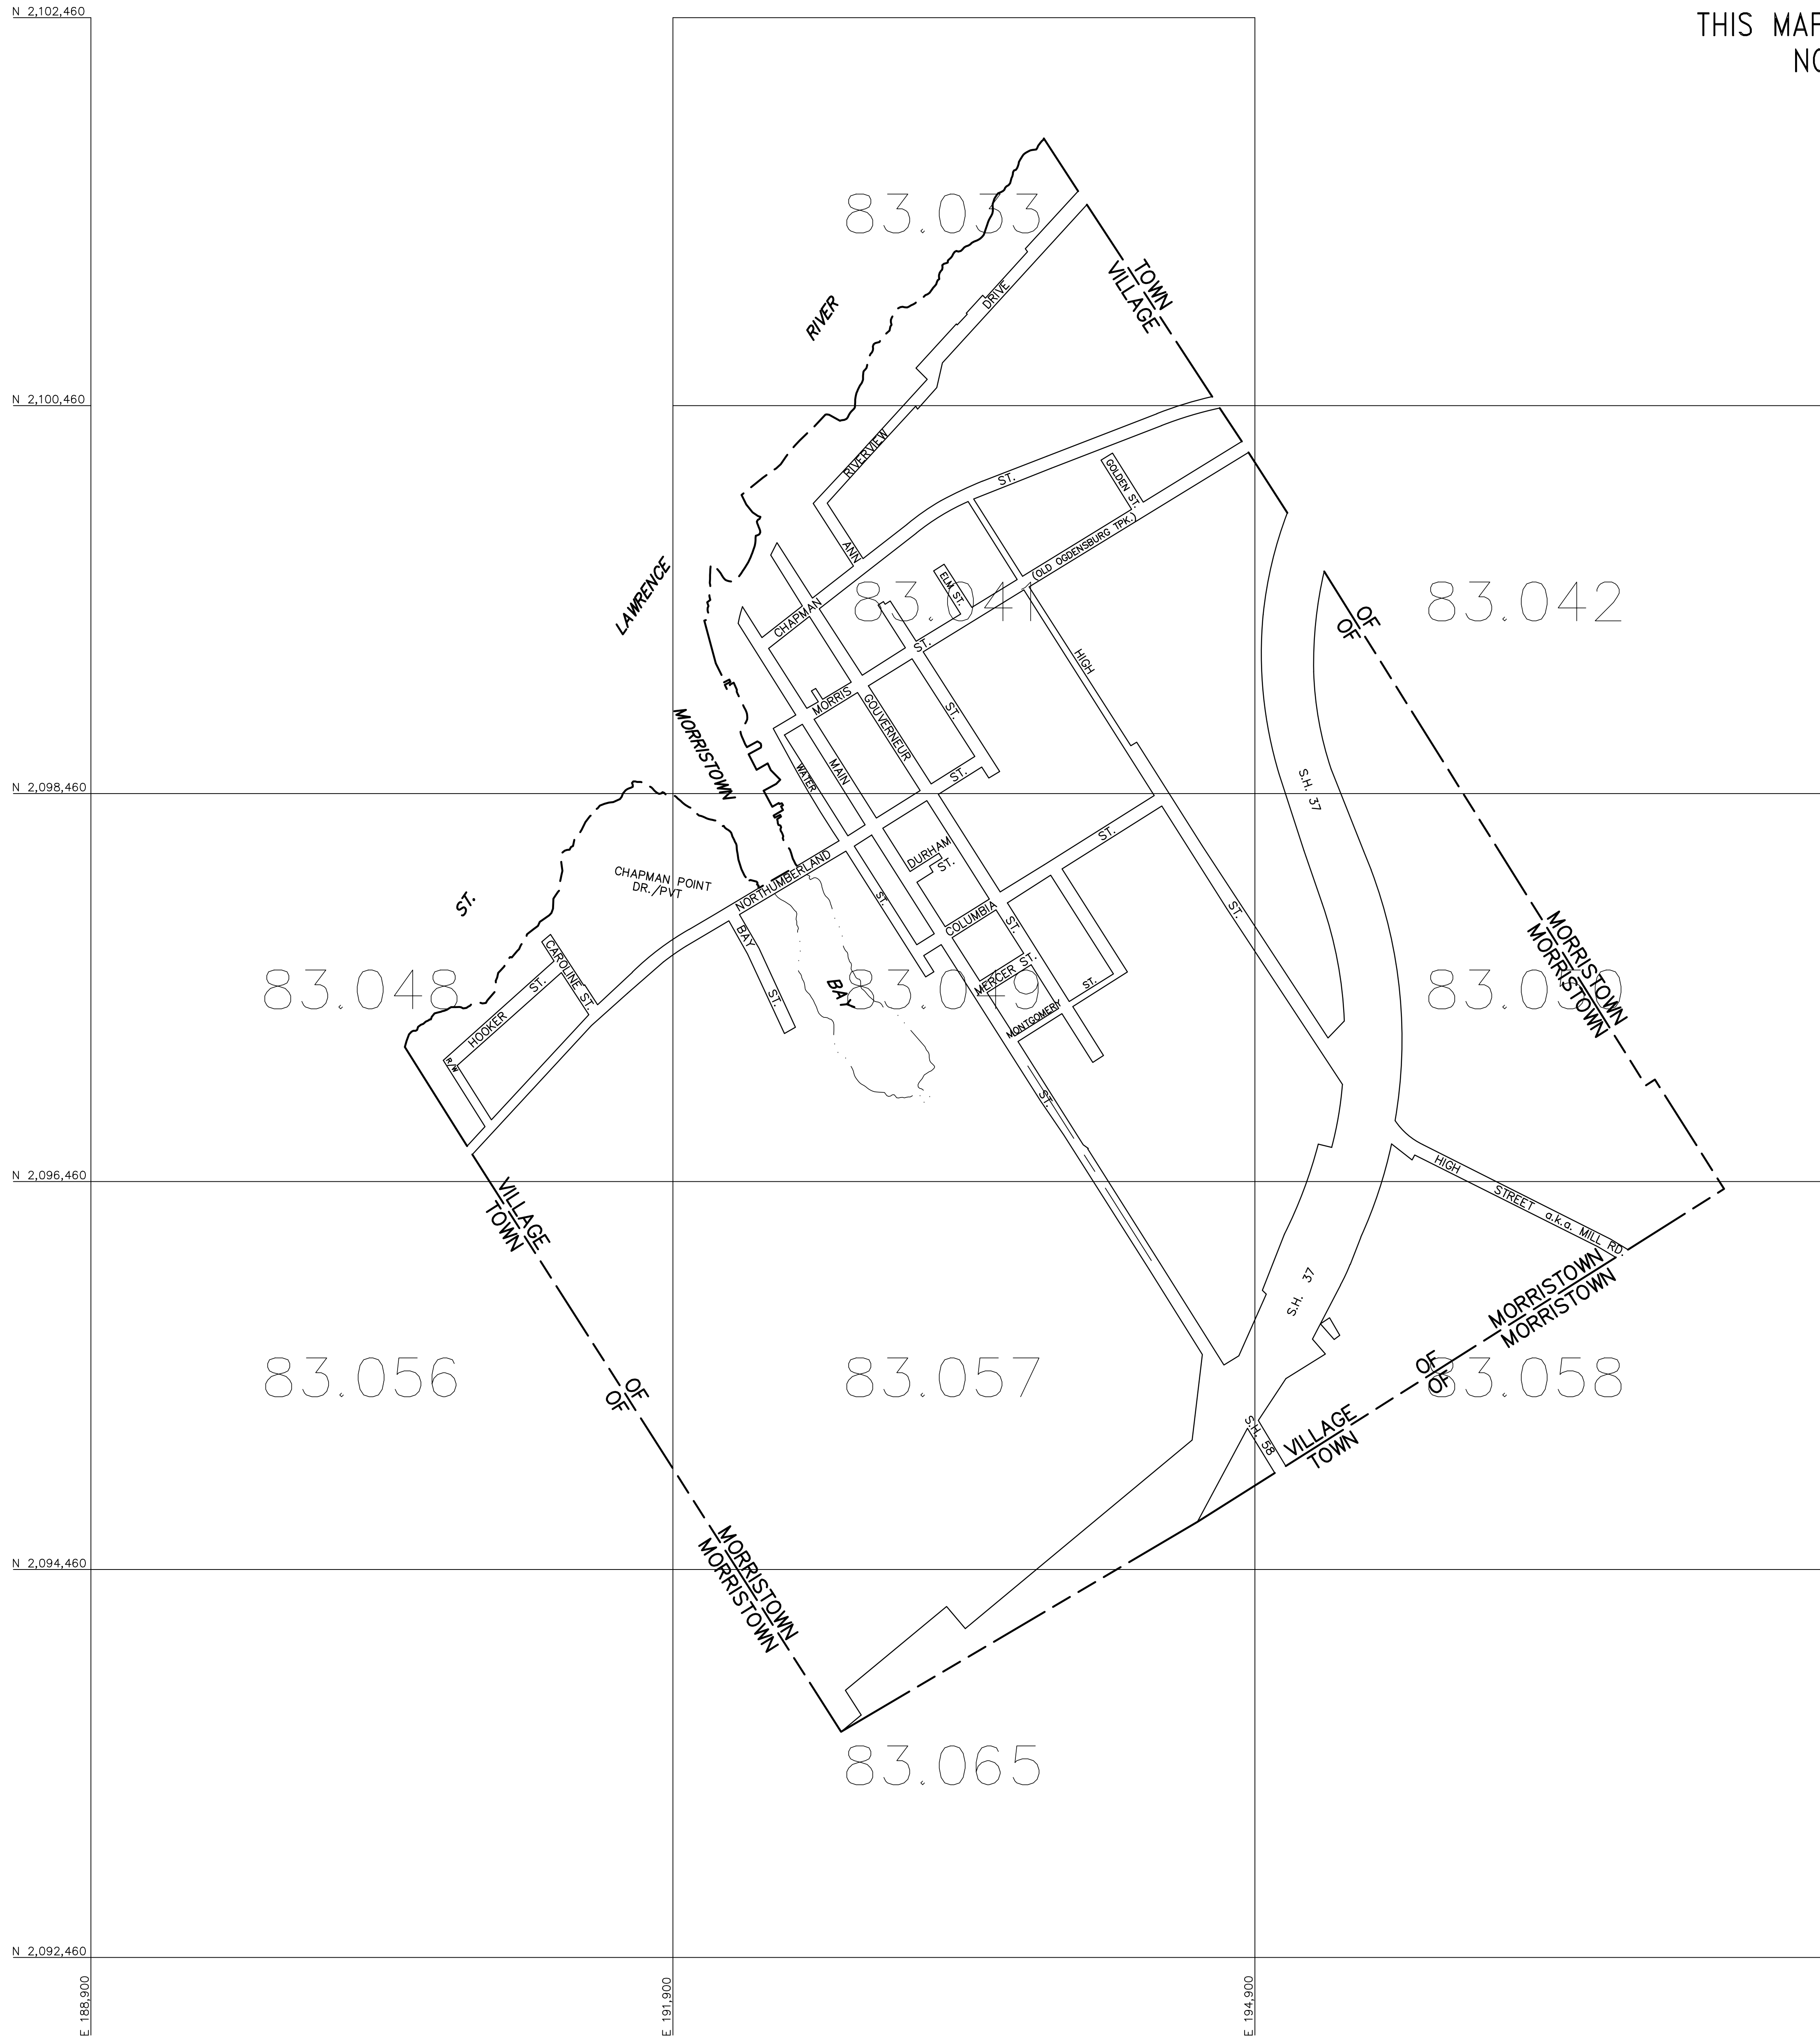 N 2,102,460
THIS MAP
NO
83.033
TOWN
VILLAGE
RIVER
DRIVE
N 2,100,460
RIVERVIEW
ST.
GOLDEN ST.
ANN
(OLD OGDENSBURG TPK.)
LAWRENCE
ELM ST.
83.041
83.042
CHAPMAN
OF
OF
ST.
HIGH
MORRIS
MORRISTOWN
GOUVERNEUR
ST.
N 2,098,460
WATER
MAIN
ST.
S.H. 37
ST.
DURHAM
ST.
NORTHUMBERLAND
CHAPMAN POINT
DR./PVT
ST.
ST.
ST.
COLUMBIA
ST.
BAY
MORRISTOWN
MORRISTOWN
CAROLINE ST.
ST.
83.048
ST.
BAY
83.049
MERCER ST.
ST.
83.050
HOOKER
MONTGOMERY
R/W
ST.
N 2,096,460
HIGH
STREET
a.k.a. MILL RD.
VILLAGE
TOWN
MORRISTOWN
MORRISTOWN
S.H. 37
83.056
83.057
83.058
OF
OF
OF
OF
VILLAGE
TOWN
S.H. 58
N 2,094,460
MORRISTOWN
MORRISTOWN
83.065
N 2,092,460
E 188,900
E 191,900
E 194,900